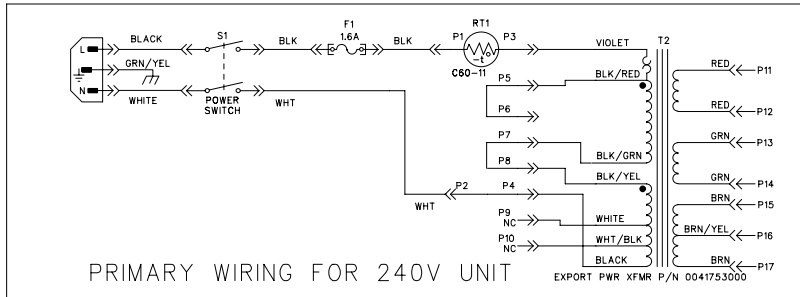 F1
1.6A
RT1
T2
BLACK
S1
BLK
BLK
P1
P3
VIOLET
L
-t°
C60-11
GRN/YEL
P5
BLK/RED
RED
P11
N
WHITE
POWER
SWITCH
WHT
P6
RED
P12
P7
GRN
P13
BLK/GRN
P8
BLK/YEL
GRN
P14
P2
P4
BRN
P15
WHT
P9
NC
WHITE
BRN/YEL
P16
P10
NC
WHT/BLK
BLACK
BRN
P17
PRIMARY WIRING FOR 240V UNIT
EXPORT PWR XFMR P/N 0041753000